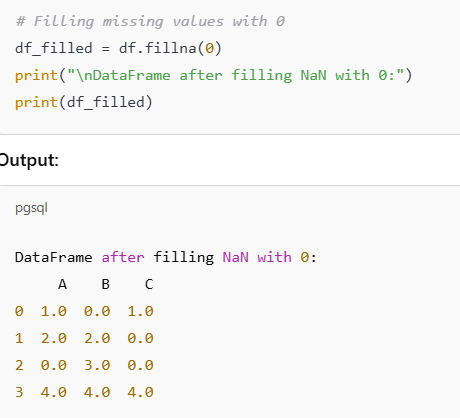 # Filling missing values with 0
df_filled = df.fillna(0)
print("\nDataFrame after filling NaN with 0:")
print(df_filled)
Output:
pgsql
DataFrame after filling NaN with 0:
A B C
0 1.0 0.0 1.0
1 2.0 2.0 0.0
2 0.0 3.0 0.0
3 4.0 4.0 4.0